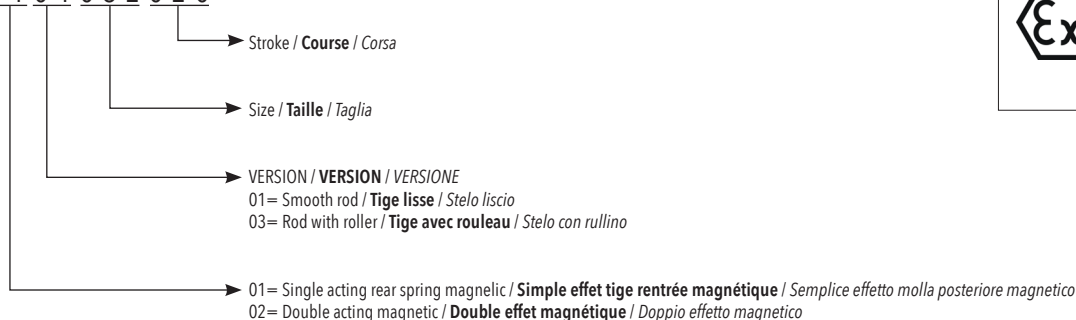 Stroke / Course / Corsa
Ex
Size / Taille / Taglia
VERSION / VERSION / VERSIONE
01= Smooth rod / Tige lisse / Stelo liscio
03= Rod with roller / Tige avec rouleau / Stelo con rullino
01= Single acting rear spring magnelic / Simple effet tige rentrée magnétique / Semplice effetto molla posteriore magnetico
02= Double acting magnetic / Double effet magnétique / Doppio effetto magnetico